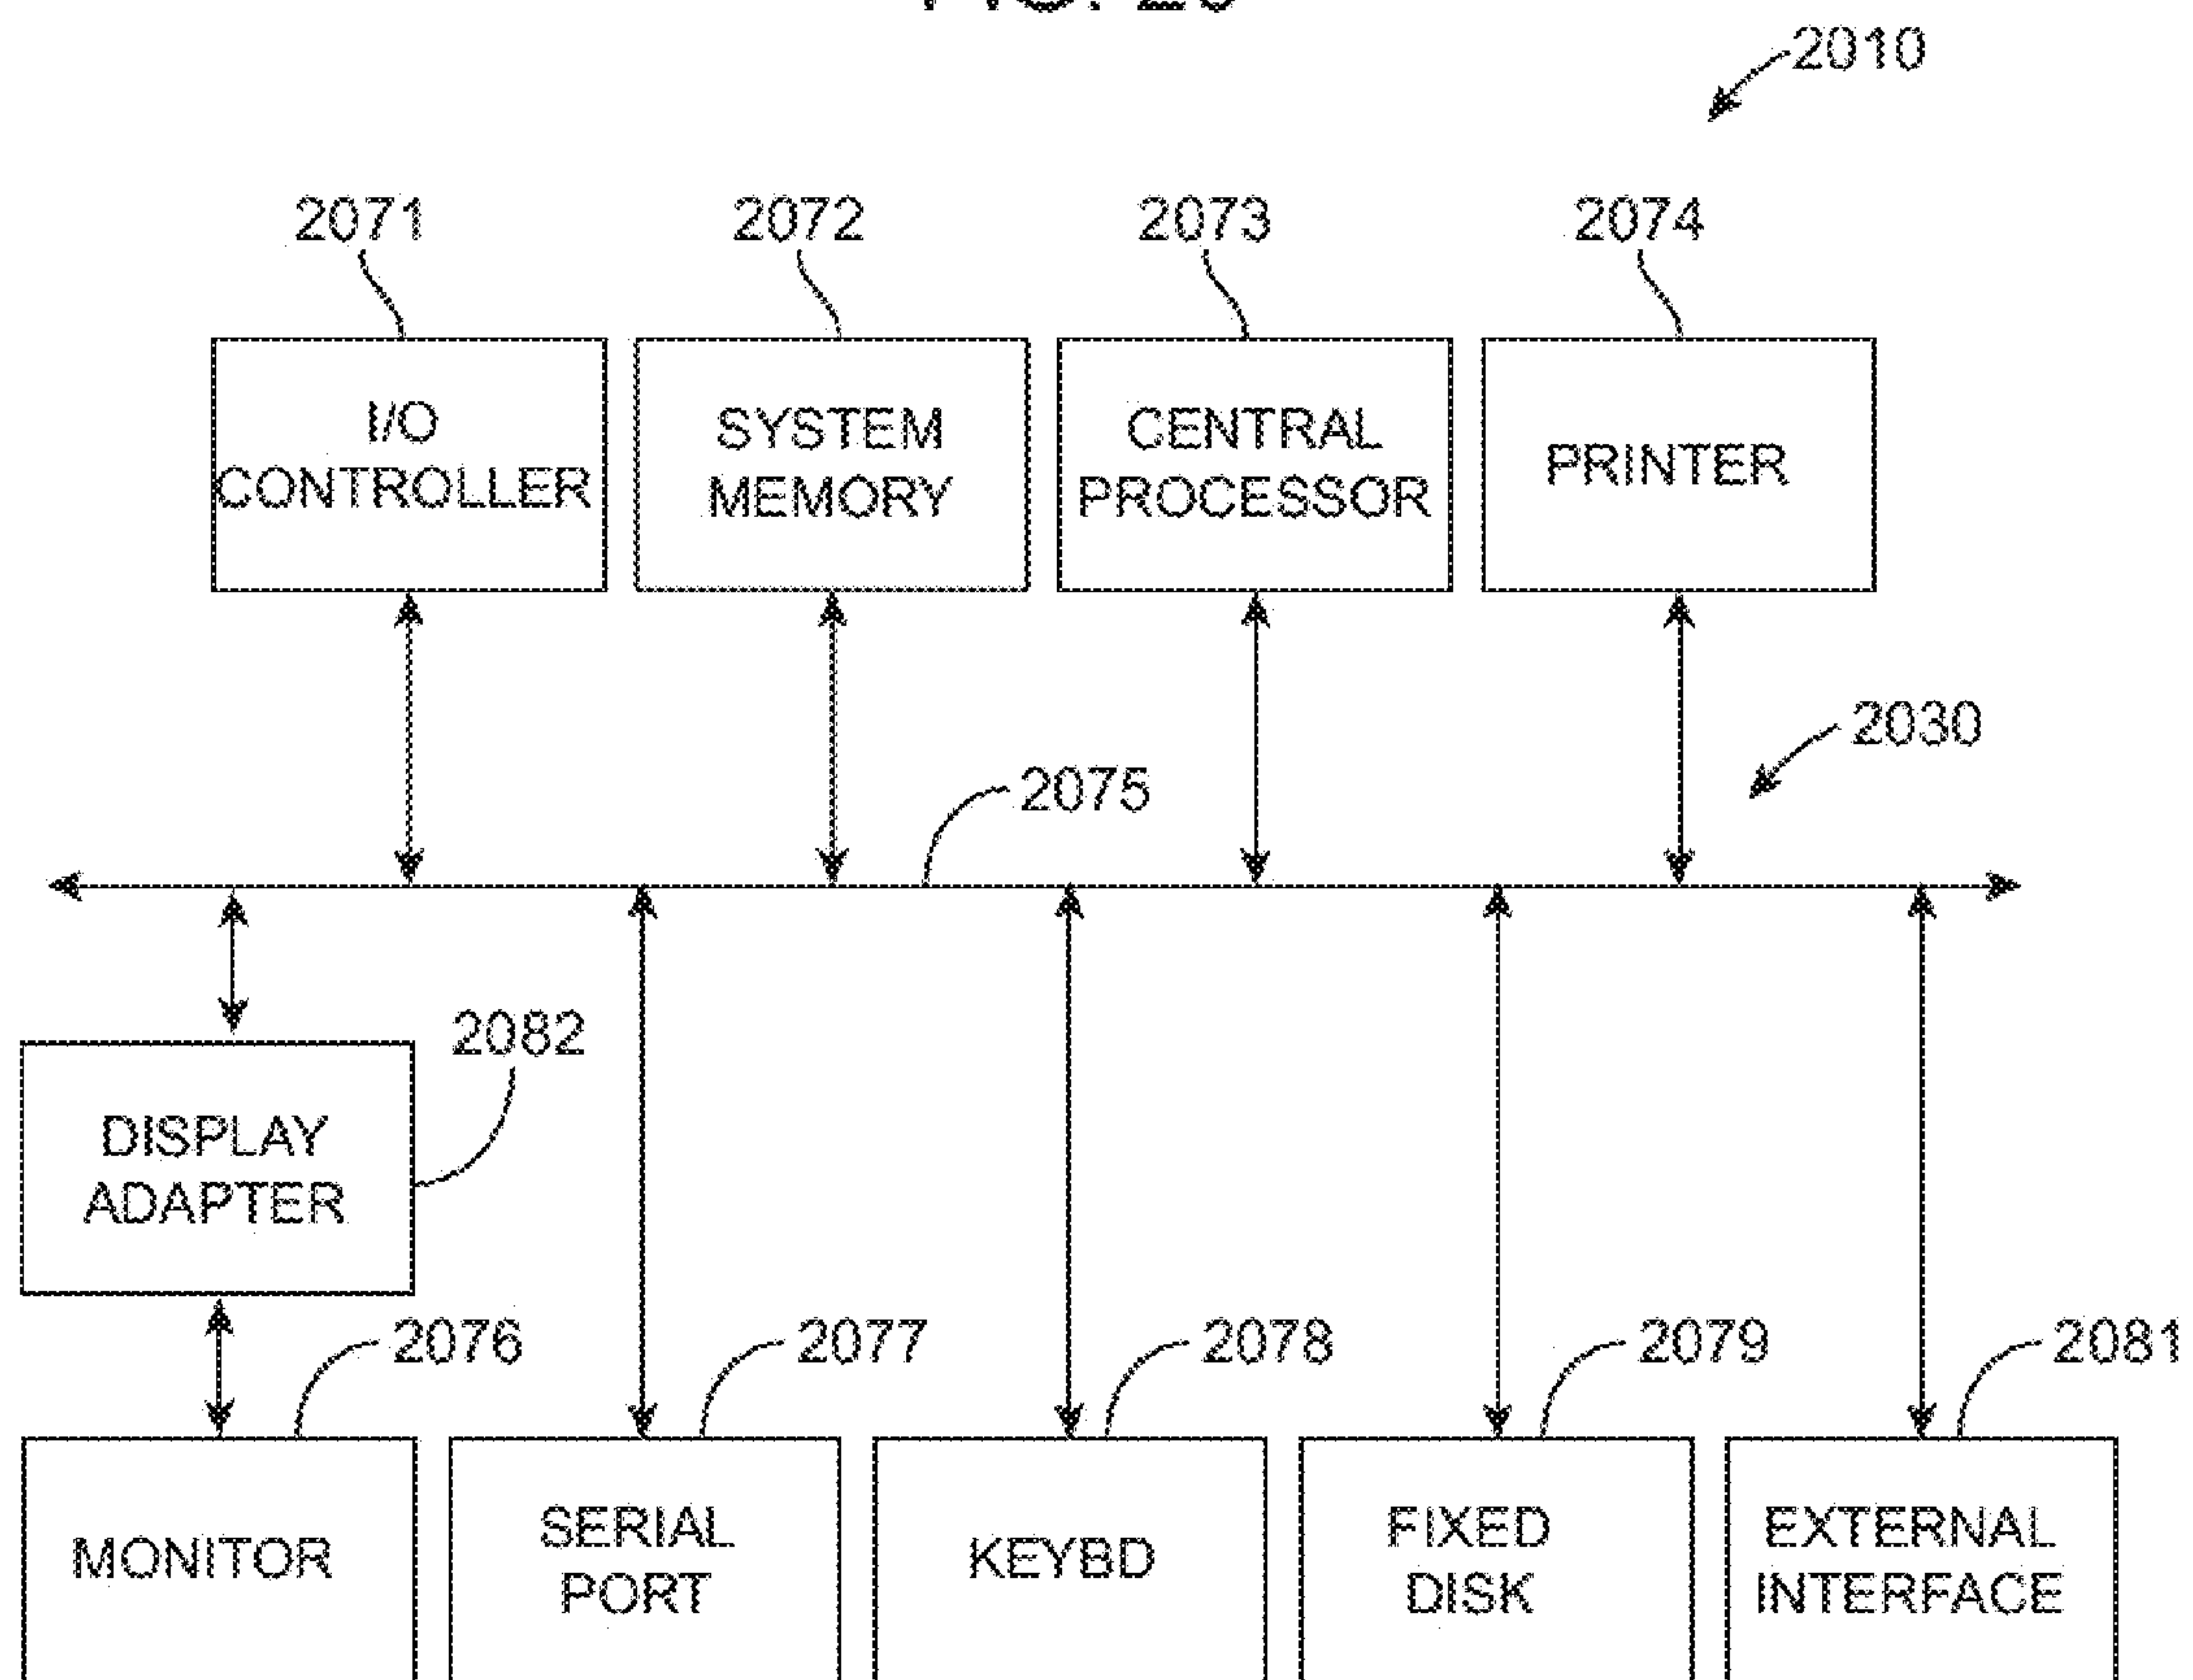 2010
2071
2072
2073
2074
I/O
CONTROLLER
SYSTEM
MEMORY
CENTRAL
PROCESSOR
PRINTER
2030
2075
2082
DISPLAY
ADAPTER
2076
2077
2078
2079
2081
MONITOR
SERIAL
PORT
KEYBD
FIXED
DISK
EXTERNAL
INTERFACE